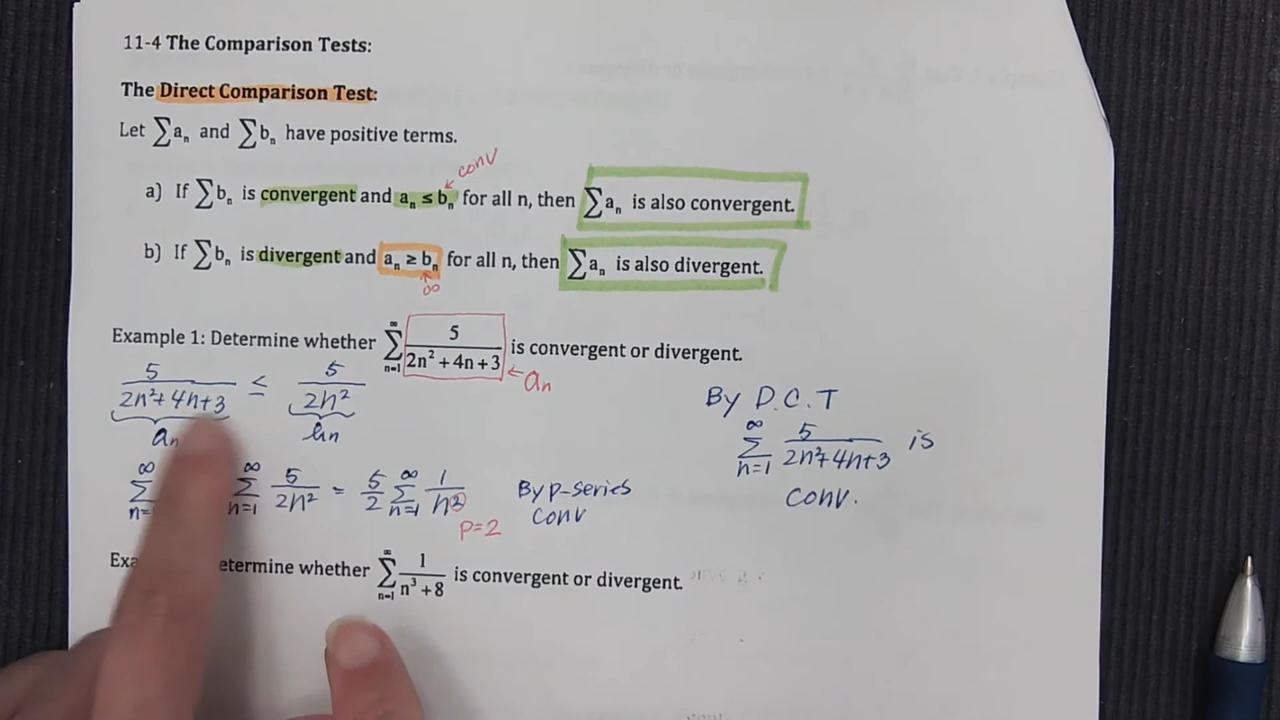 11-4 The Comparison Tests:
The Direct Comparison Test:
Let ∑aₙ and ∑bₙ have positive terms.
conv
a) If ∑bₙ is convergent and aₙ ≤ bₙ for all n, then ∑aₙ is also convergent.
b) If ∑bₙ is divergent and aₙ ≥ bₙ for all n, then ∑aₙ is also divergent.
∞
Example 1: Determine whether ∑_{n=1}^{∞} 5/(2n²+4n+3) is convergent or divergent.
← aₙ
5/(2n²+4n+3) ≤ 5/(2n²)
aₙ bₙ
∑_{n=1}^{∞} ∑_{n=1}^{∞} 5/(2n²) = 5/2 ∑_{n=1}^{∞} 1/n² By p-series
conv
p=2
By D.C.T
∑_{n=1}^{∞} 5/(2n²+4n+3) is
conv.
etermine whether ∑_{n=1}^{∞} 1/(n³+8) is convergent or divergent.